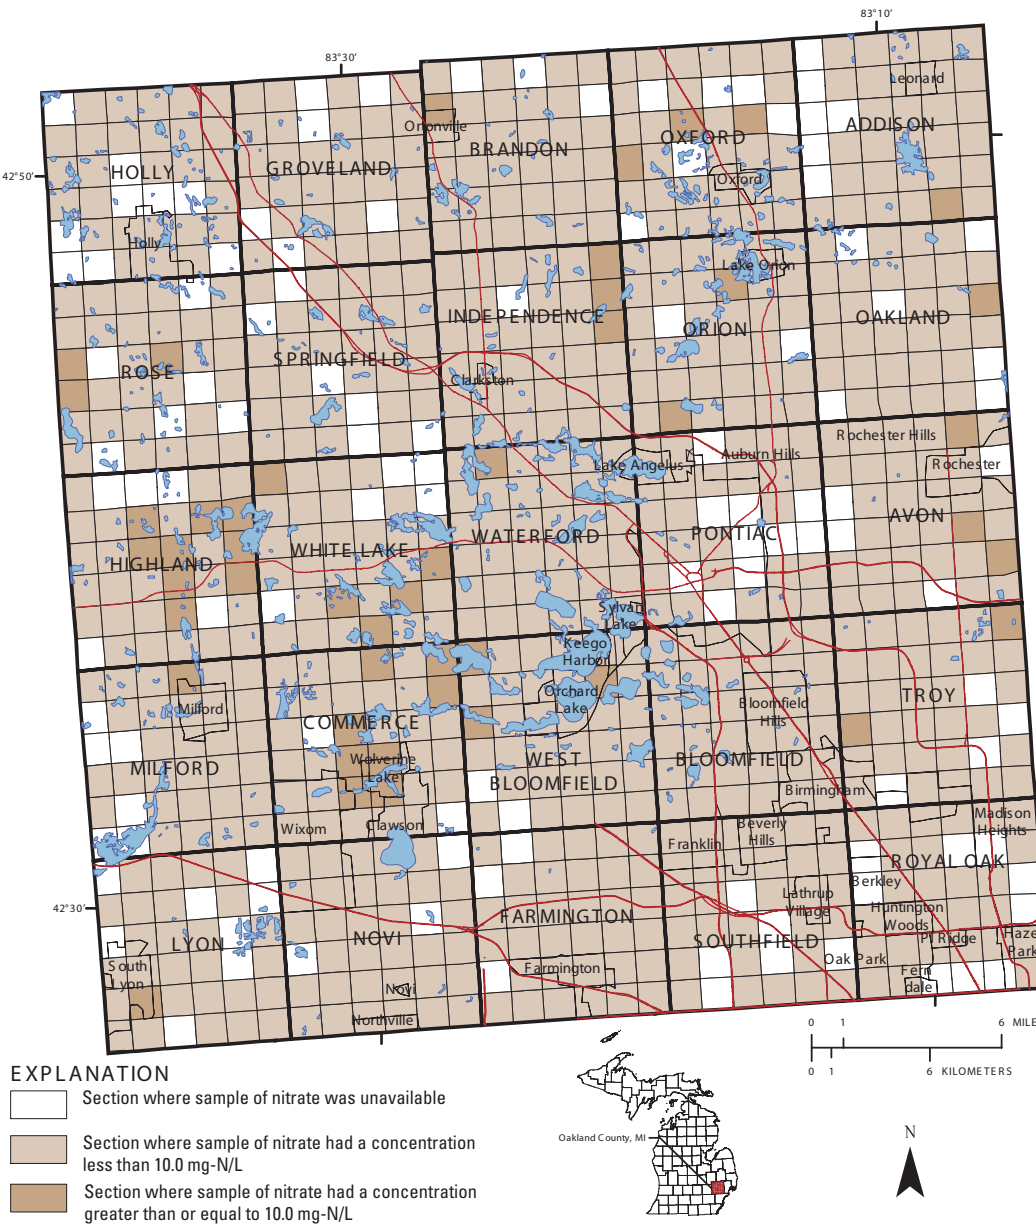 83°10'
83°30'
Leonard
Ortonville
ADDISON
OXFORD
BRANDON
HOLLY
GROVELAND
42°50'
Oxford
Holly
Lake Orion
INDEPENDENCE
OAKLAND
ORION
SPRINGFIELD
ROSE
Clarkston
Rochester Hills
Auburn Hills
Lake Angelus
Rochester
AVON
PONTIAC
WATERFORD
WHITE LAKE
HIGHLAND
Sylvan
Lake
Keego
Harbor
Orchard
Lake
TROY
Bloomfield
Hills
Milford
COMMERCE
WEST
BLOOMFIELD
BLOOMFIELD
Wolverine
Lake
MILFORD
Birmingham
Madison
Heights
Beverly
Hills
Wixom
Clawson
Franklin
ROYAL OAK
Berkley
Lathrup
Village
Huntington
Woods
42°30'
FARMINGTON
NOVI
LYON
SOUTHFIELD
Pl Ridge
Hazel
Park
Oak Park
South
Lyon
Farmington
Fern
dale
Novi
Northville
0 1 6 MILE
0 1 6 KILOMETERS
EXPLANATION
Section where sample of nitrate was unavailable
Section where sample of nitrate had a concentration
less than 10.0 mg-N/L
Section where sample of nitrate had a concentration
greater than or equal to 10.0 mg-N/L
Oakland County, MI
N